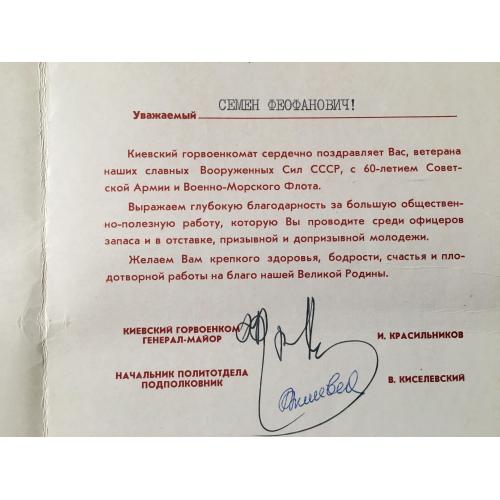 Уважаемый СЕМЕН ФЕОФАНОВИЧ!
Киевский горвоенкомат сердечно поздравляет Вас, ветерана
наших славных Вооруженных Сил СССР, с 60-летием Совет-
ской Армии и Военно-Морского Флота.
Выражаем глубокую благодарность за большую обществен-
но-полезную работу, которую Вы проводите среди офицеров
запаса и в отставке, призывной и допризывной молодежи.
Желаем Вам крепкого здоровья, бодрости, счастья и пло-
дотворной работы на благо нашей Великой Родины.
КИЕВСКИЙ ГОРВОЕНКОМ
ГЕНЕРАЛ-МАЙОР И. КРАСИЛЬНИКОВ
НАЧАЛЬНИК ПОЛИТОТДЕЛА
ПОДПОЛКОВНИК В. КИСЕЛЕВСКИЙ